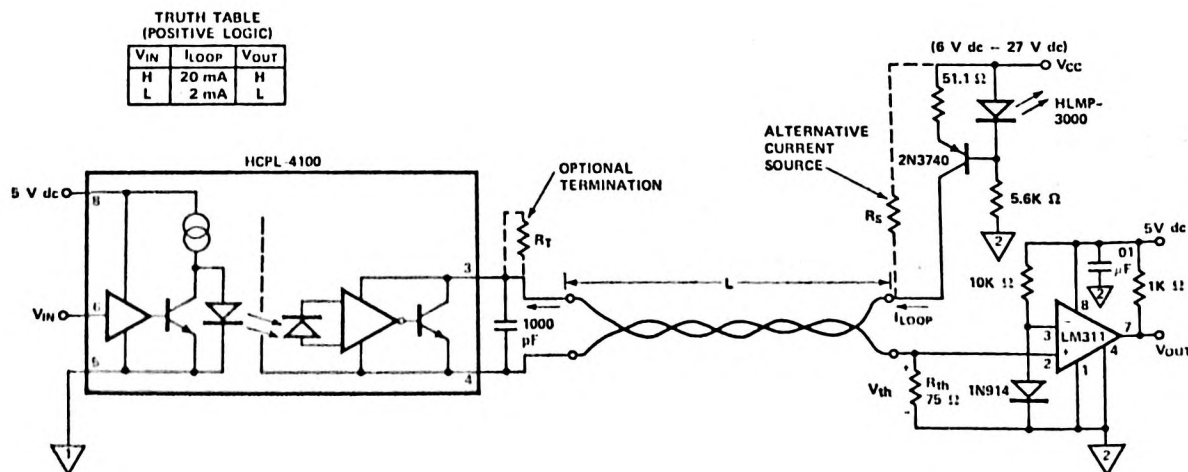 TRUTH TABLE
(POSITIVE LOGIC)
VIN ILOOP VOUT
H 20 mA H
L 2 mA L
HCPL-4100
5 V dc
8
VIN
6
5
1
3
4
OPTIONAL
TERMINATION
RT
1000
pF
L
ALTERNATIVE
CURRENT
SOURCE
RS
ILOOP
(6 V dc – 27 V dc)
VCC
51.1 Ω
HLMP-
3000
2N3740
5.6K Ω
2
5V dc
01
μF
2
10K Ω
1K Ω
8
3
−
LM311
7
VOUT
+
2
4
1
Vth
+
−
Rth
75 Ω
1N914
2